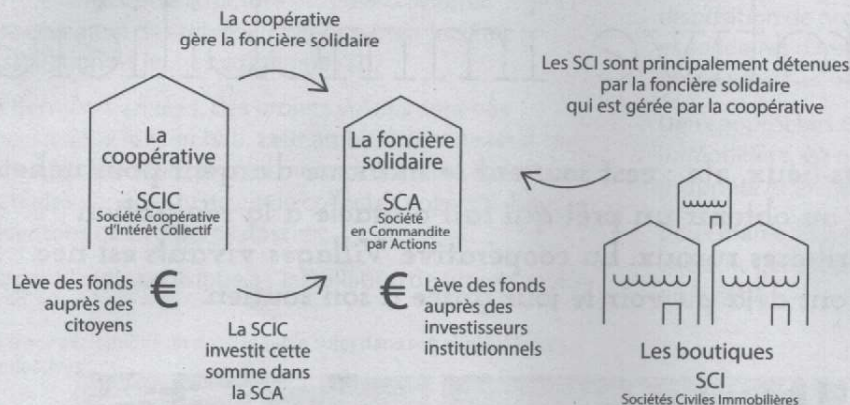 La coopérative
gère la foncière solidaire
Les SCI sont principalement détenues
par la foncière solidaire
qui est gérée par la coopérative
La
coopérative
SCIC
Société Coopérative
d'Intérêt Collectif
La foncière
solidaire
SCA
Société
en Commandite
par Actions
Lève des fonds
auprès des
citoyens
€
La SCIC
investit cette
somme dans
la SCA
€
Lève des fonds
auprès des
investisseurs
institutionnels
Les boutiques
SCI
Sociétés Civiles Immobilières